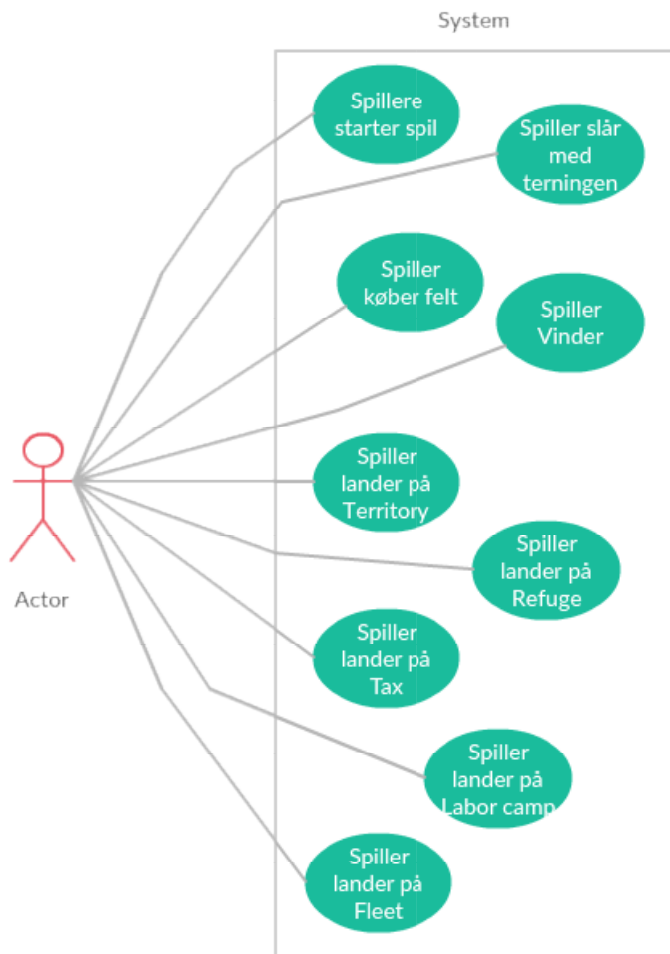 System
Spillere
starter spil
Spiller slår
med
terningen
Spiller
køber felt
Spiller
Vinder
Spiller
lander på
Territory
Spiller
lander på
Refuge
Actor
Spiller
lander på
Tax
Spiller
lander på
Labor camp
Spiller
lander på
Fleet